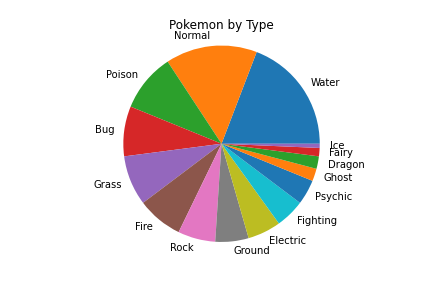 Pokemon by Type
Normal
Water
Poison
Bug
Grass
Fire
Rock
Ground
Electric
Fighting
Psychic
Ghost
Dragon
Fairy
Ice